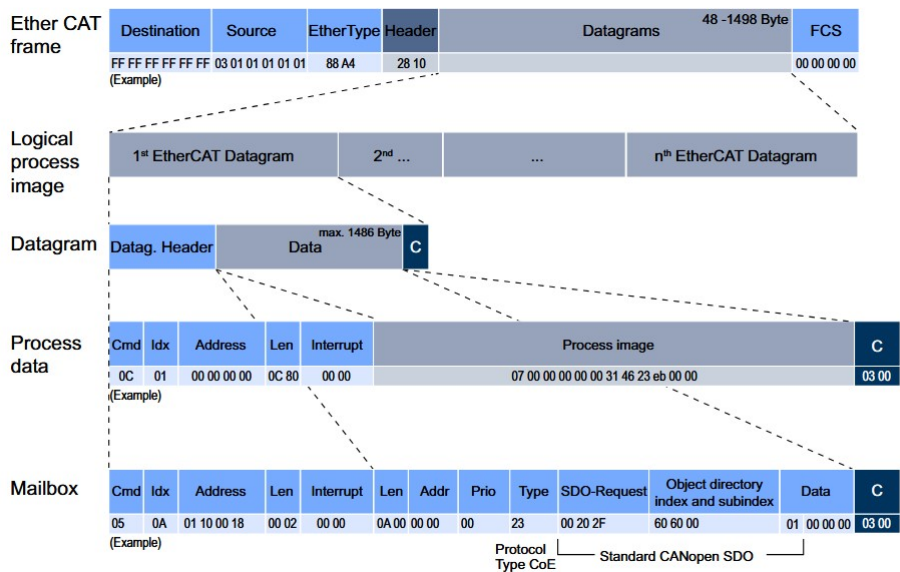 Ether CAT frame
48 -1498 Byte
Destination Source EtherType Header Datagrams FCS
FF FF FF FF FF FF 03 01 01 01 01 01 88 A4 28 10 00 00 00 00
(Example)
Logical process image
1st EtherCAT Datagram 2nd ... ... nth EtherCAT Datagram
Datagram
max. 1486 Byte
Datag. Header Data C
Process data
Cmd Idx Address Len Interrupt Process image C
0C 01 00 00 00 00 0C 80 00 00 07 00 00 00 00 00 31 46 23 eb 00 00 03 00
(Example)
Mailbox
Cmd Idx Address Len Interrupt Len Addr Prio Type SDO-Request Object directory index and subindex Data C
05 0A 01 10 00 18 00 02 00 00 0A 00 00 00 00 23 00 20 2F 60 60 00 01 00 00 00 03 00
(Example)
Protocol Type CoE
Standard CANopen SDO